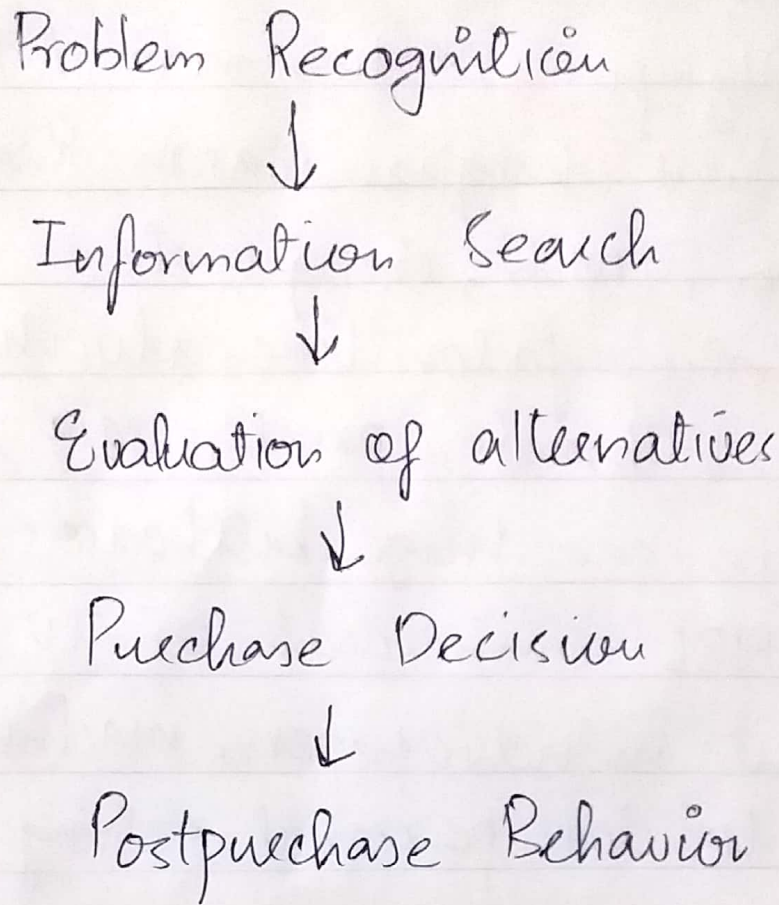 Problem Recognition
↓
Information Search
↓
Evaluation of alternatives
↓
Purchase Decision
↓
Postpurchase Behavior